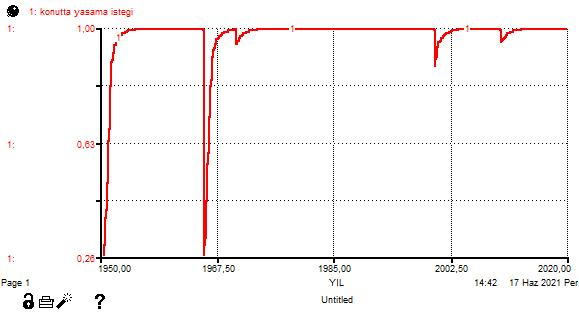 1: konutta yasama istegi
1: 1,00
1: 0,63
1: 0,26
1 1 1 1
1950,00 1967,50 1985,00 2002,50 2020,00
Page 1 YIL 14:42 17 Haz 2021 Per
Untitled
?